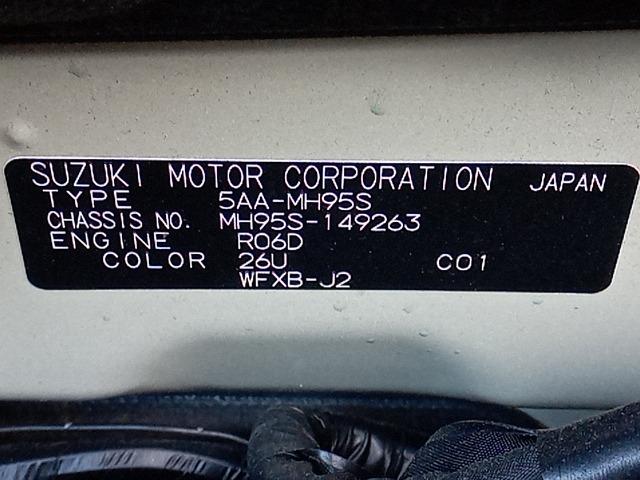 SUZUKI MOTOR CORPORATION JAPAN
TYPE 5AA-MH95S
CHASSIS NO. MH95S-149263
ENGINE R06D
COLOR 26U C01
WFXB-J2